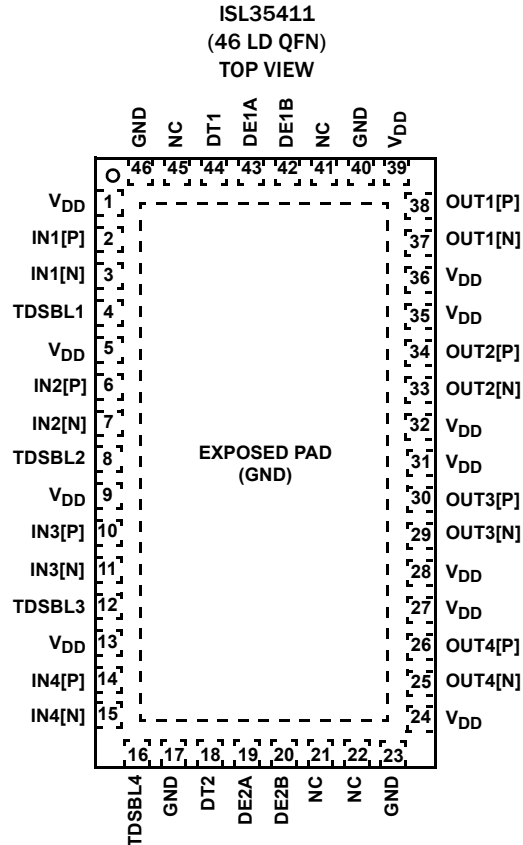 ISL35411
(46 LD QFN)
TOP VIEW
GND NC DT1 DE1A DE1B NC GND VDD
46 45 44 43 42 41 40 39
VDD 1
IN1[P] 2
IN1[N] 3
TDSBL1 4
VDD 5
IN2[P] 6
IN2[N] 7
TDSBL2 8
VDD 9
IN3[P] 10
IN3[N] 11
TDSBL3 12
VDD 13
IN4[P] 14
IN4[N] 15
EXPOSED PAD
(GND)
38 OUT1[P]
37 OUT1[N]
36 VDD
35 VDD
34 OUT2[P]
33 OUT2[N]
32 VDD
31 VDD
30 OUT3[P]
29 OUT3[N]
28 VDD
27 VDD
26 OUT4[P]
25 OUT4[N]
24 VDD
16 17 18 19 20 21 22 23
TDSBL4 GND DT2 DE2A DE2B NC NC GND